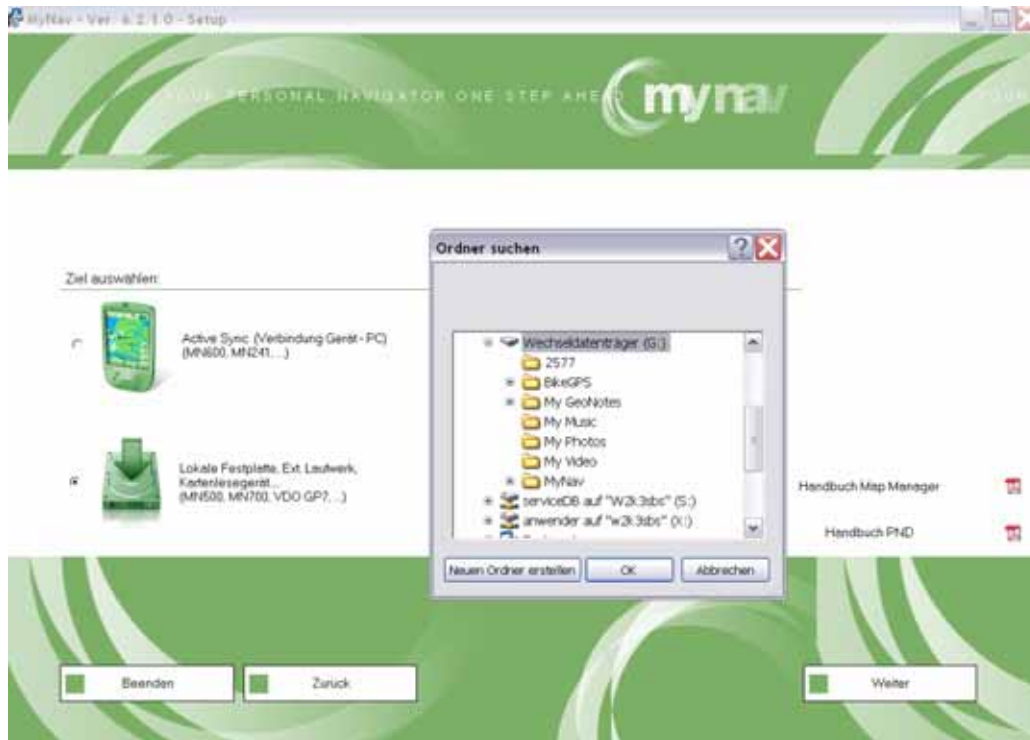 MyNav - Ver. 6.2.1.0 - Setup
YOUR PERSONAL NAVIGATOR ONE STEP AHEAD
mynav
Ordner suchen
Ziel auswählen:
Active Sync (Verbindung Gerät - PC)
(MN600, MN241, ...)
Lokale Festplatte, Ext. Laufwerk,
Kartenlesegerät...
(MN500, MN700, VDO GP7, ...)
Wechseldatenträger (G:)
2577
BikeGPS
My GeoNotes
My Music
My Photos
My Video
MyNav
serviceDB auf "W2k3sbs" (S:)
anwender auf "w2k3sbs" (X:)
Neuen Ordner erstellen
OK
Abbrechen
Handbuch Map Manager
Handbuch PND
Beenden
Zurück
Weiter